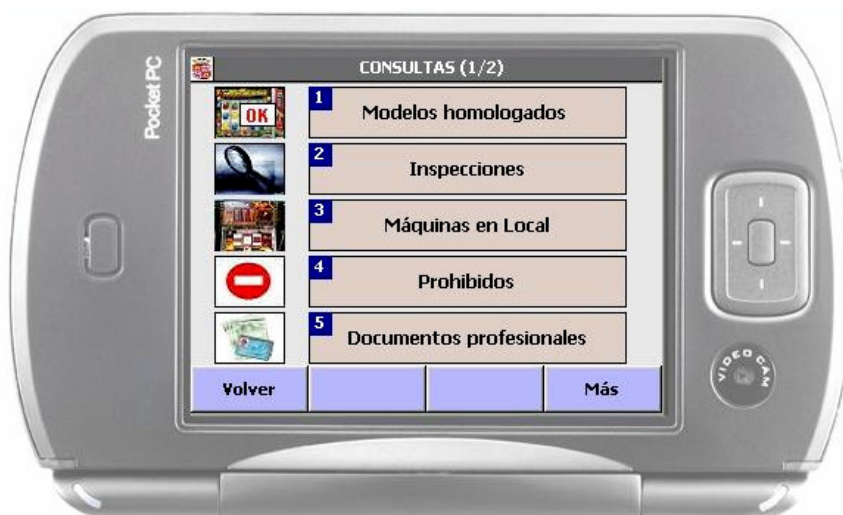 Pocket PC
CONSULTAS (1/2)
OK
1
Modelos homologados
2
Inspecciones
3
Máquinas en Local
4
Prohibidos
5
Documentos profesionales
Volver
Más
VIDEO CAM